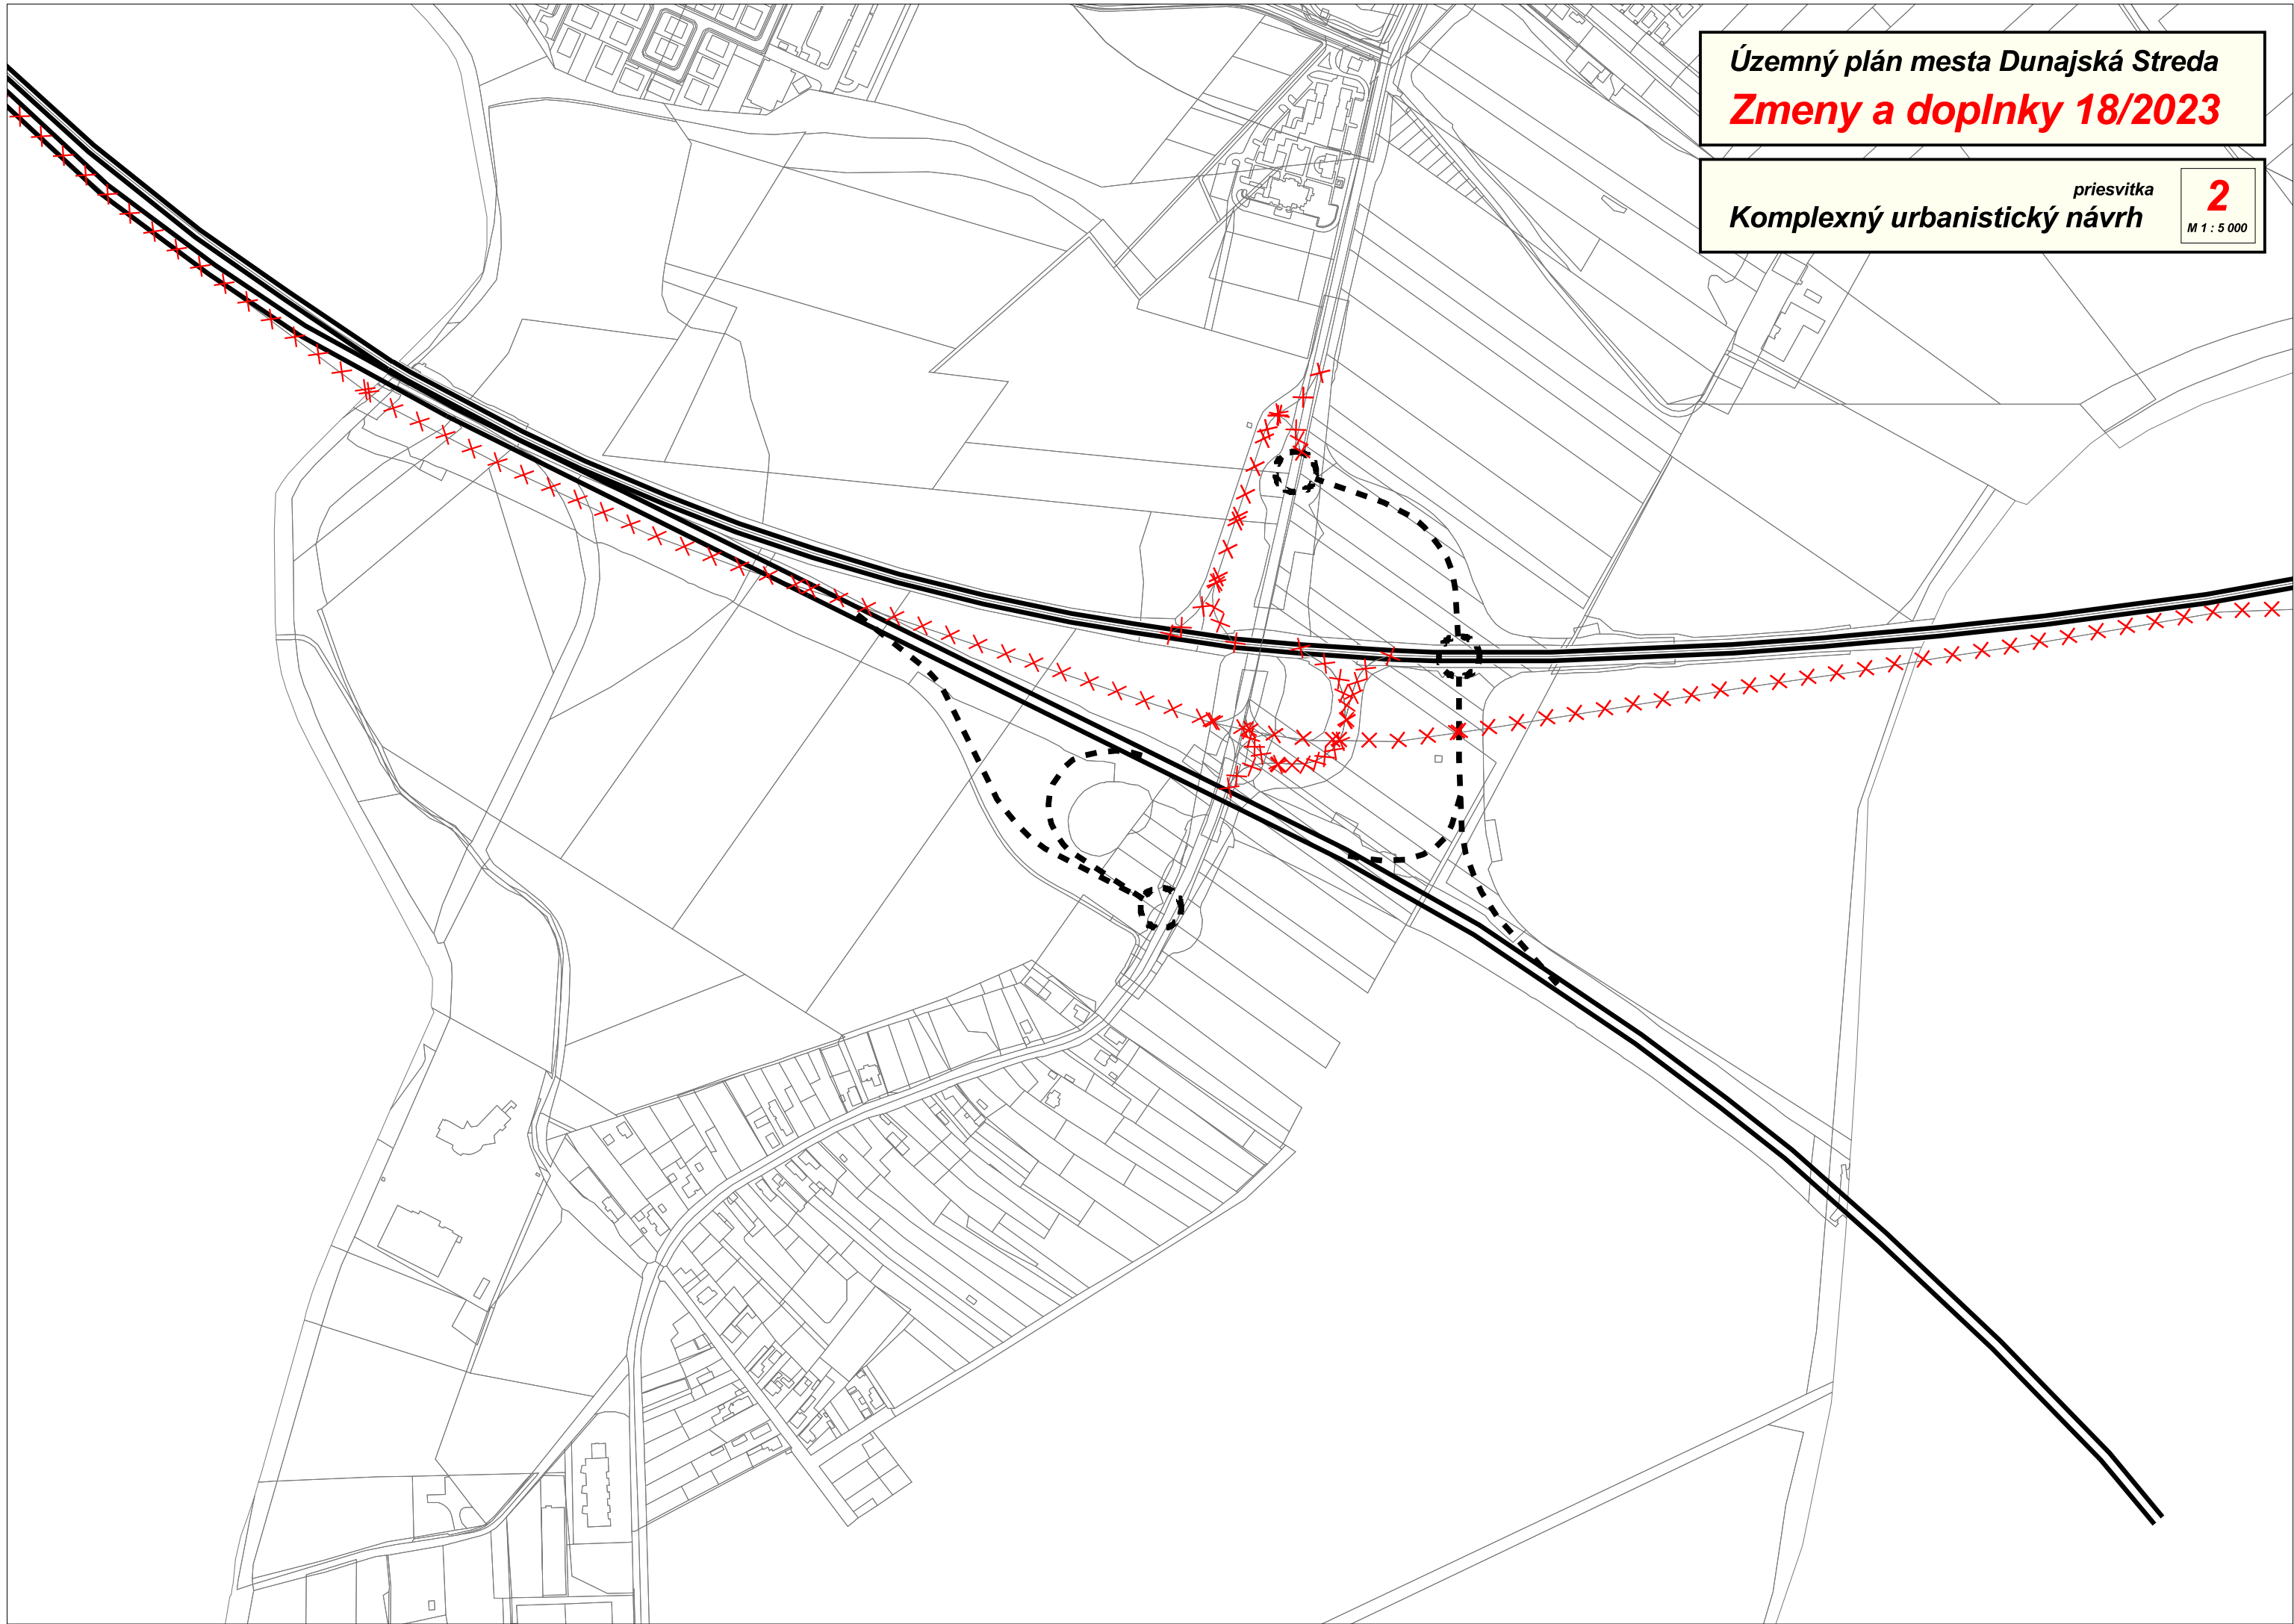 Územný plán mesta Dunajská Streda
Zmeny a doplnky 18/2023
priesvitka
Komplexný urbanistický návrh
2
M 1 : 5 000